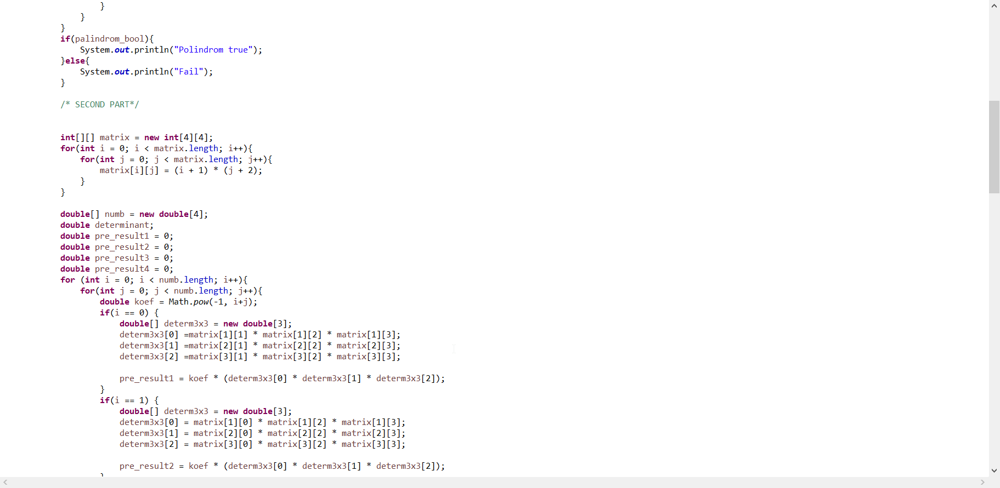 }
}
}
if(palindrom_bool){
System.out.println("Polindrom true");
}else{
System.out.println("Fail");
}
/* SECOND PART*/
int[][] matrix = new int[4][4];
for(int i = 0; i < matrix.length; i++){
for(int j = 0; j < matrix.length; j++){
matrix[i][j] = (i + 1) * (j + 2);
}
}
double[] numb = new double[4];
double determinant;
double pre_result1 = 0;
double pre_result2 = 0;
double pre_result3 = 0;
double pre_result4 = 0;
for (int i = 0; i < numb.length; i++){
for(int j = 0; j < numb.length; j++){
double koef = Math.pow(-1, i+j);
if(i == 0) {
double[] determ3x3 = new double[3];
determ3x3[0] =matrix[1][1] * matrix[1][2] * matrix[1][3];
determ3x3[1] =matrix[2][1] * matrix[2][2] * matrix[2][3];
determ3x3[2] =matrix[3][1] * matrix[3][2] * matrix[3][3];
pre_result1 = koef * (determ3x3[0] * determ3x3[1] * determ3x3[2]);
}
if(i == 1) {
double[] determ3x3 = new double[3];
determ3x3[0] = matrix[1][0] * matrix[1][2] * matrix[1][3];
determ3x3[1] = matrix[2][0] * matrix[2][2] * matrix[2][3];
determ3x3[2] = matrix[3][0] * matrix[3][2] * matrix[3][3];
pre_result2 = koef * (determ3x3[0] * determ3x3[1] * determ3x3[2]);